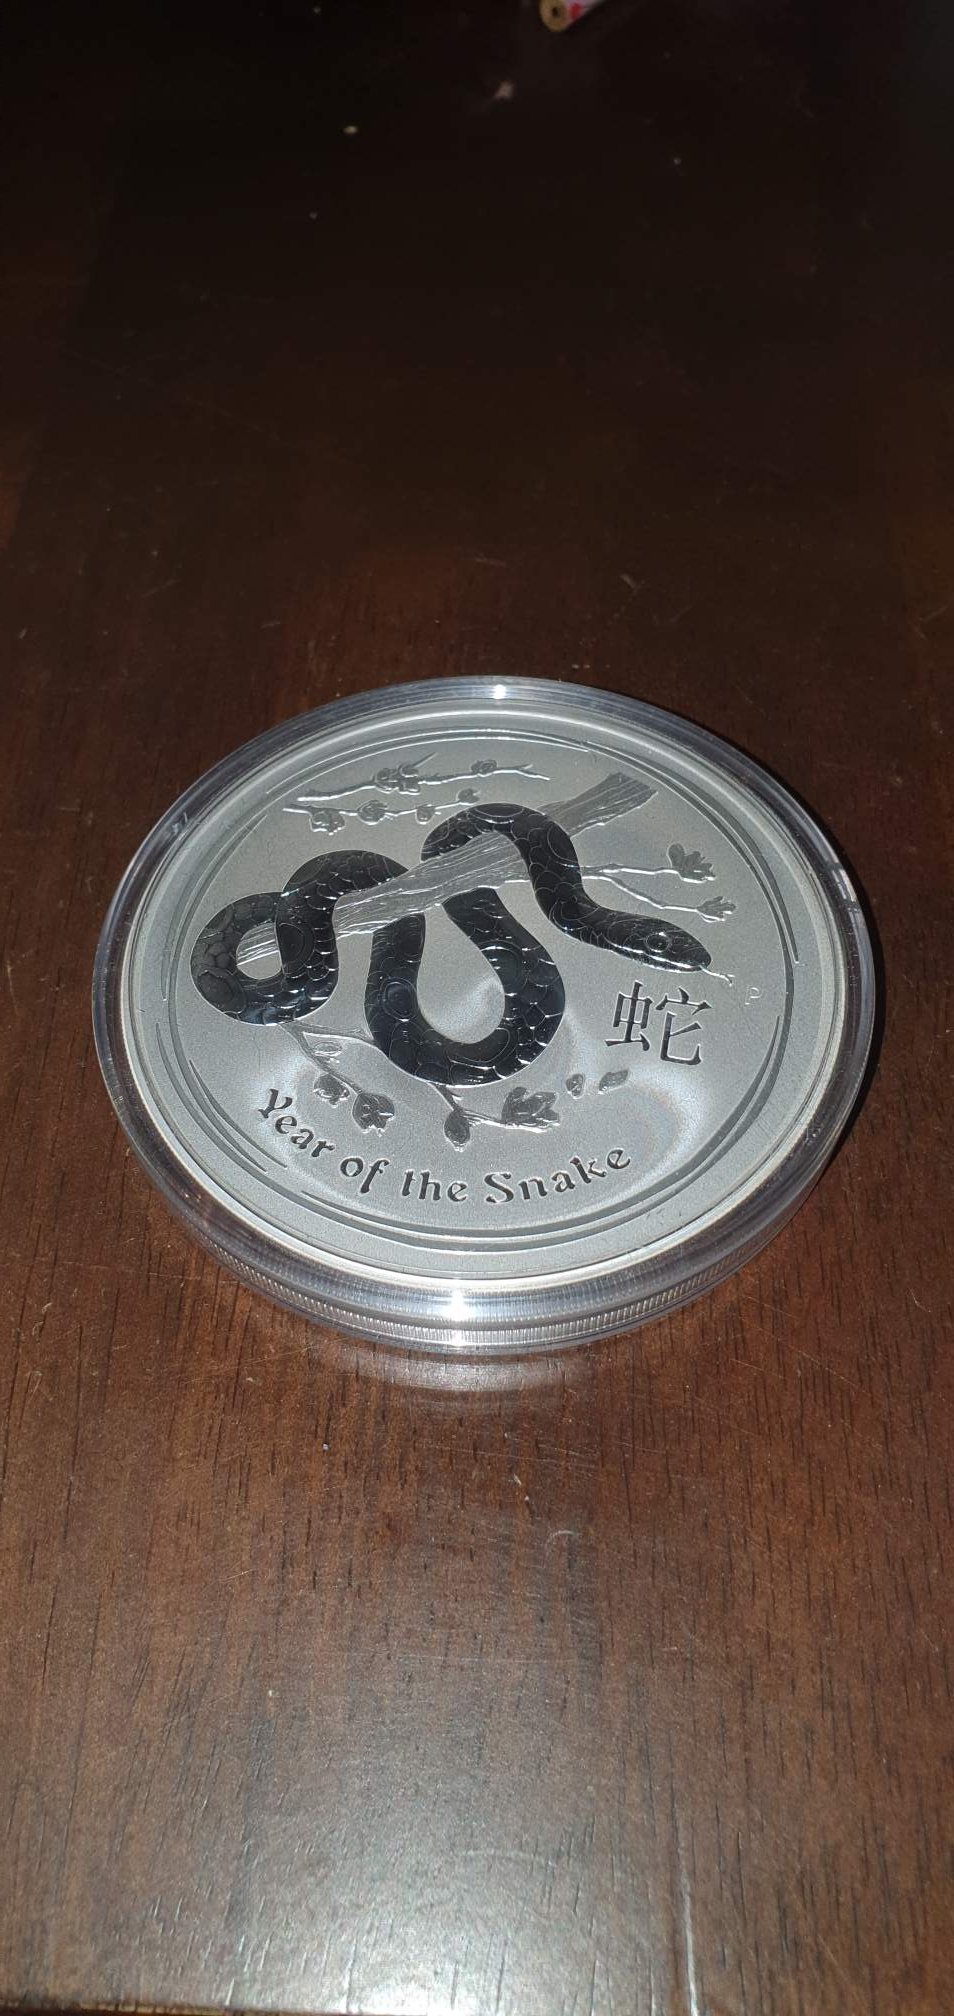 P
蛇
Year of the Snake